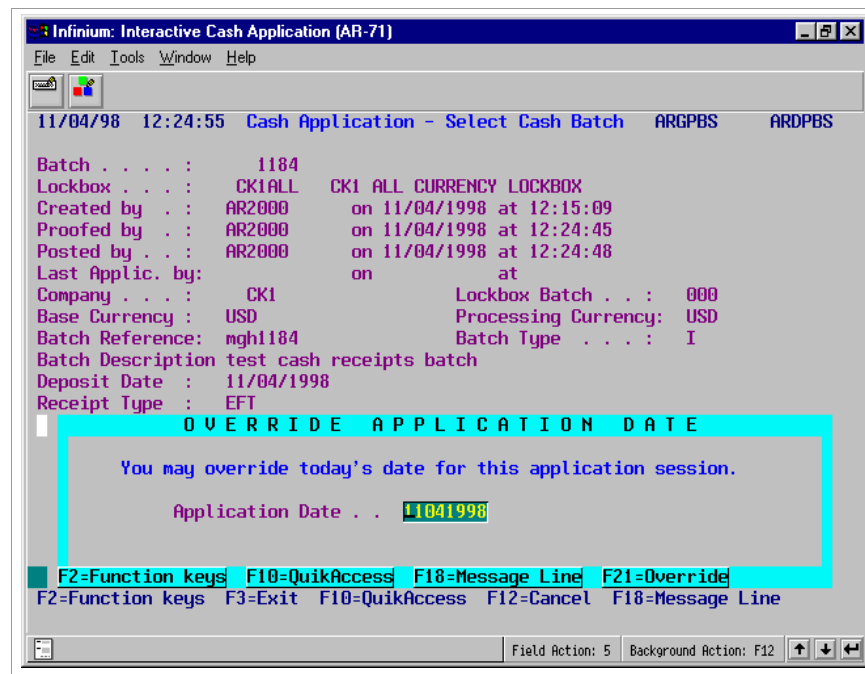 Infinium: Interactive Cash Application (AR-71)
File Edit Tools Window Help
11/04/98 12:24:55 Cash Application - Select Cash Batch ARGPBS ARDPBS
Batch . . . . : 1184
Lockbox . . . : CK1ALL CK1 ALL CURRENCY LOCKBOX
Created by . : AR2000 on 11/04/1998 at 12:15:09
Proofed by . : AR2000 on 11/04/1998 at 12:24:45
Posted by . . : AR2000 on 11/04/1998 at 12:24:48
Last Applic. by: on at
Company . . . : CK1 Lockbox Batch . . : 000
Base Currency : USD Processing Currency: USD
Batch Reference: mgh1184 Batch Type . . . : I
Batch Description test cash receipts batch
Deposit Date : 11/04/1998
Receipt Type : EFT
O V E R R I D E A P P L I C A T I O N D A T E
You may override today's date for this application session.
Application Date . . 11041998
F2=Function keys F10=QuikAccess F18=Message Line F21=Override
F2=Function keys F3=Exit F10=QuikAccess F12=Cancel F18=Message Line
Field Action: 5 Background Action: F12